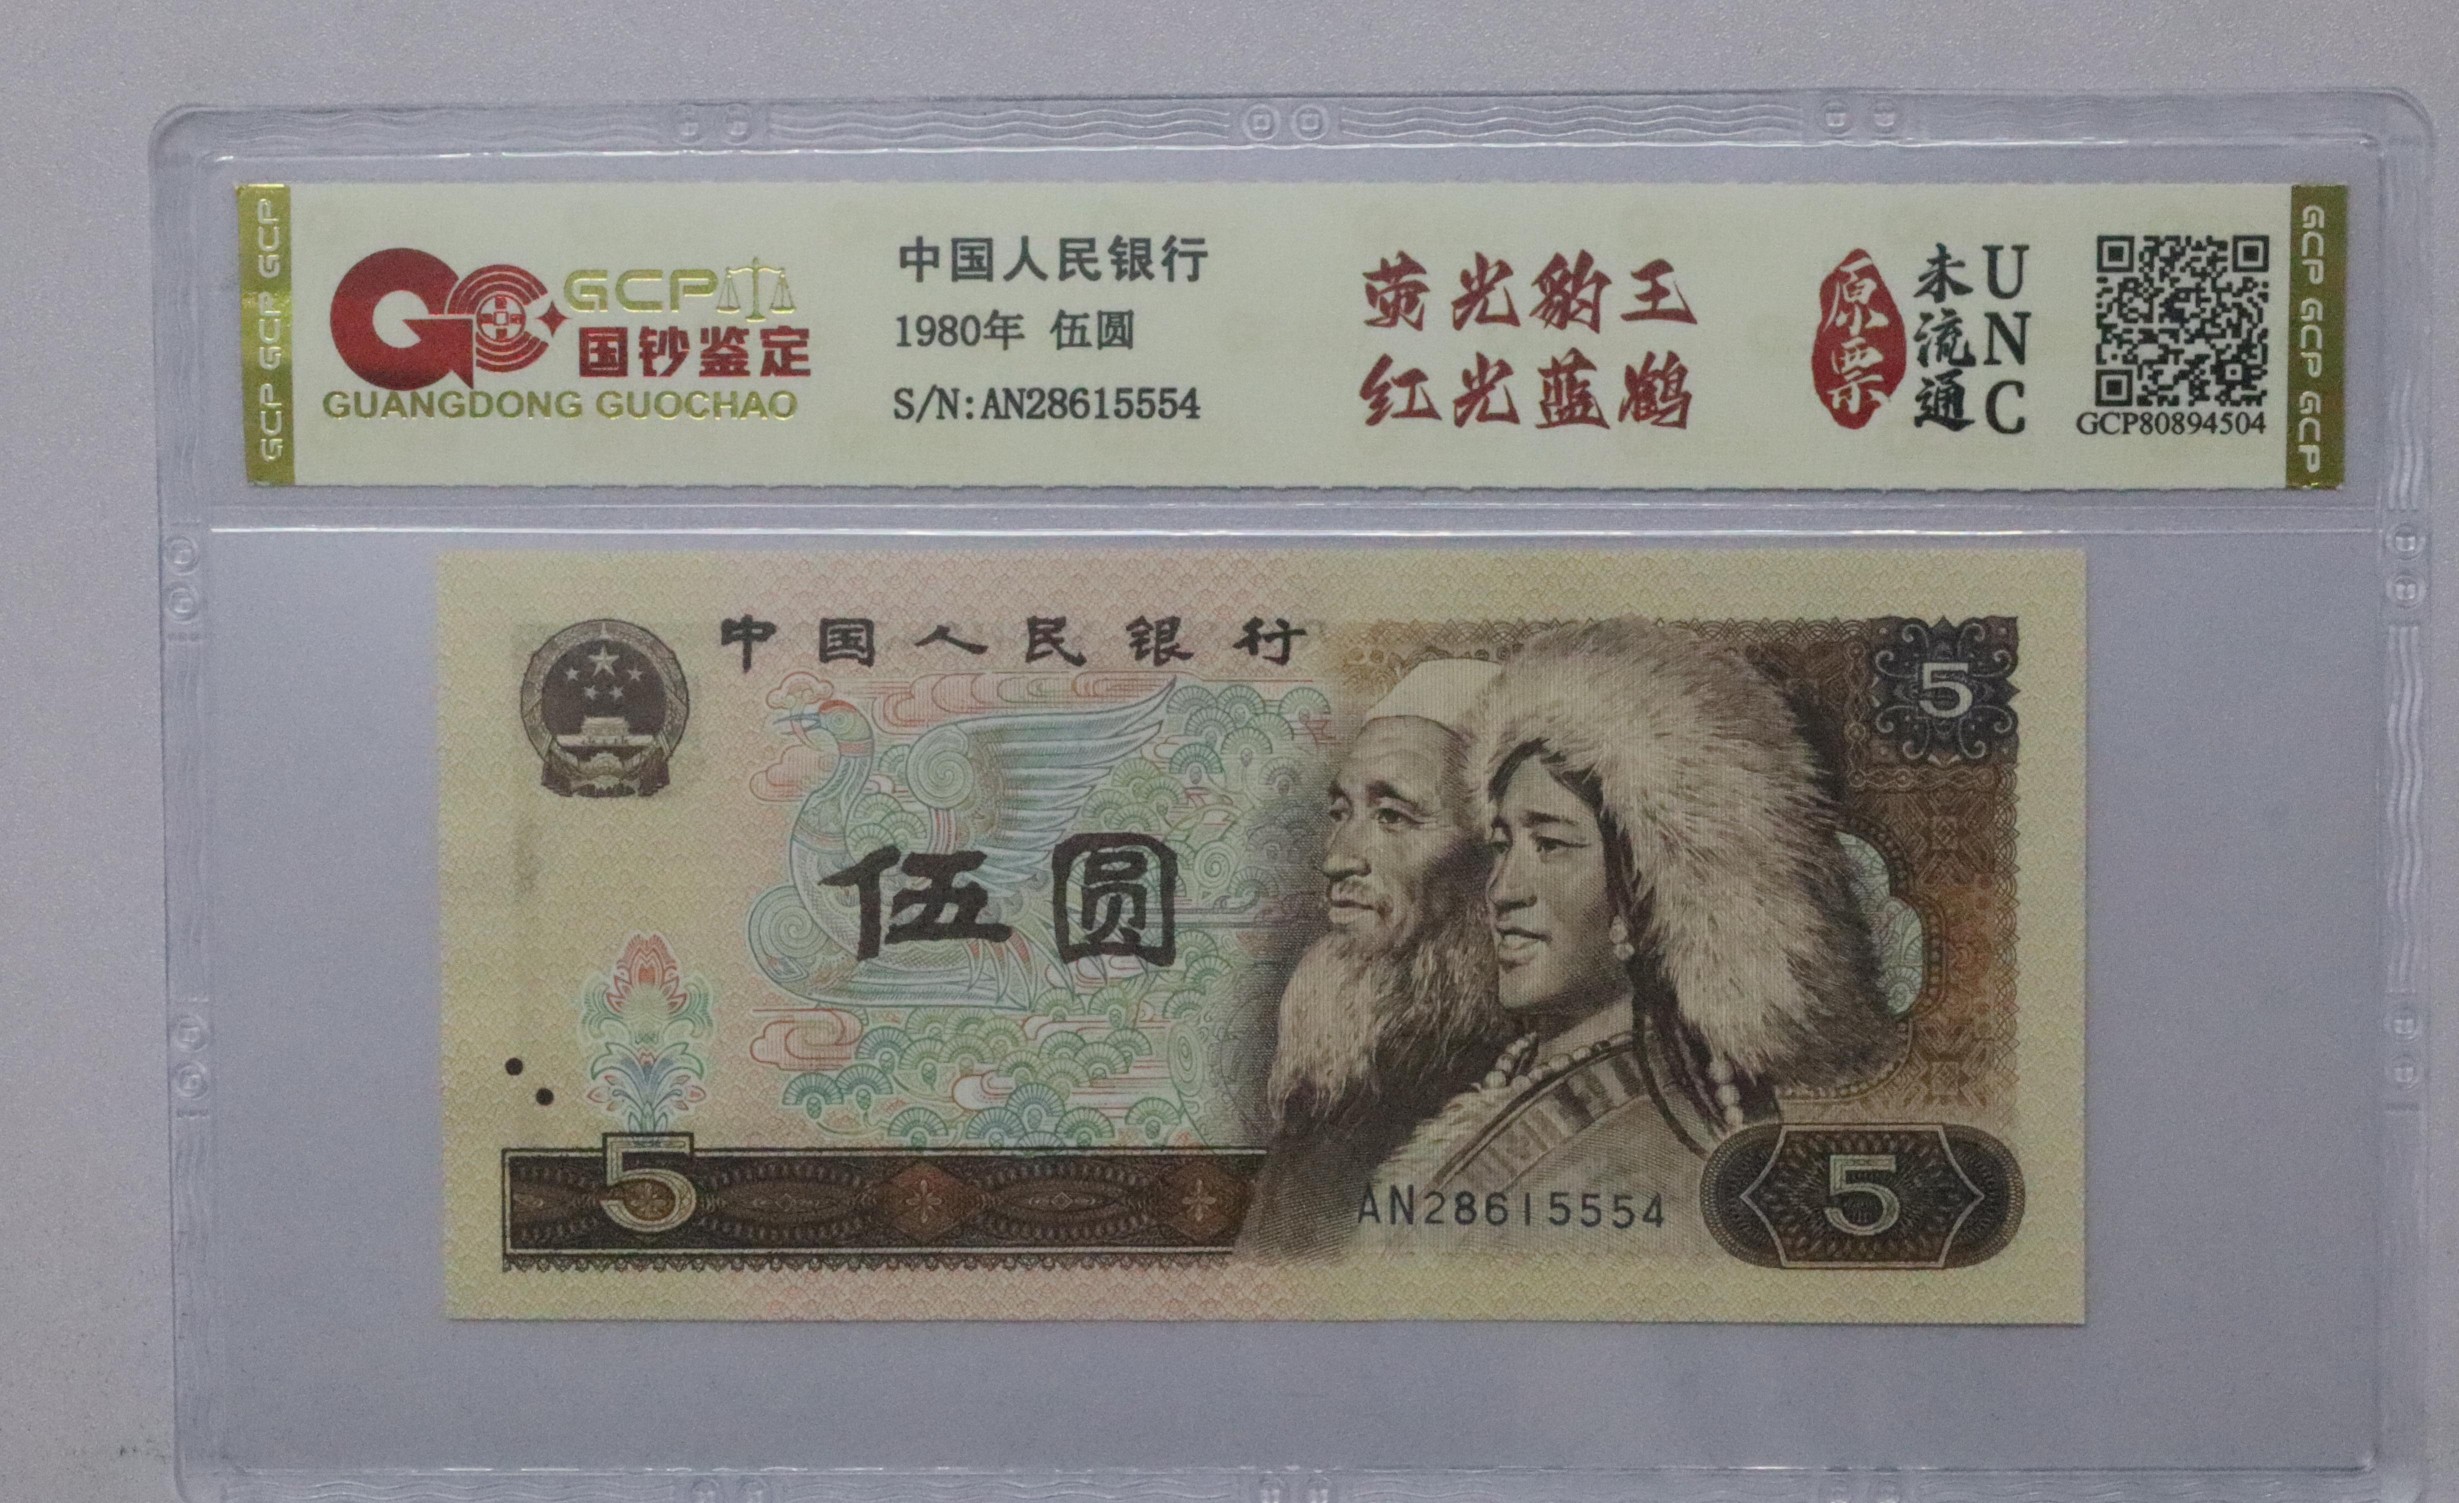 GCP GCP GCP
GCP
国钞鉴定
GUANGDONG GUOCHAO
中国人民银行
1980年 伍圆
S/N:AN28615554
荧光豹王
红光蓝鹤
原票
未流通
UNC
GCP80894504
GCP GCP GCP
中国人民银行
5
伍圆
5
AN28615554
5